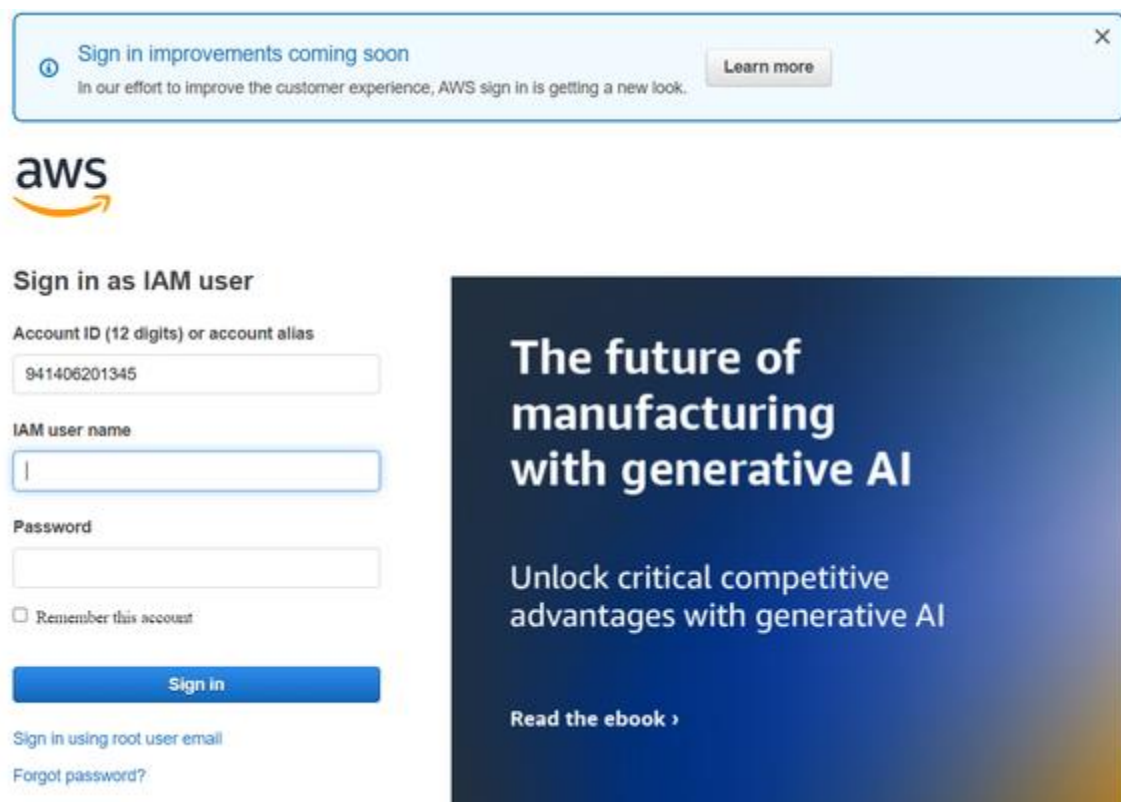 Sign in improvements coming soon
In our effort to improve the customer experience, AWS sign in is getting a new look.
Learn more
aws
Sign in as IAM user
Account ID (12 digits) or account alias
941406201345
IAM user name
Password
Remember this account
Sign in
Sign in using root user email
Forgot password?
The future of
manufacturing
with generative AI
Unlock critical competitive
advantages with generative AI
Read the ebook ›